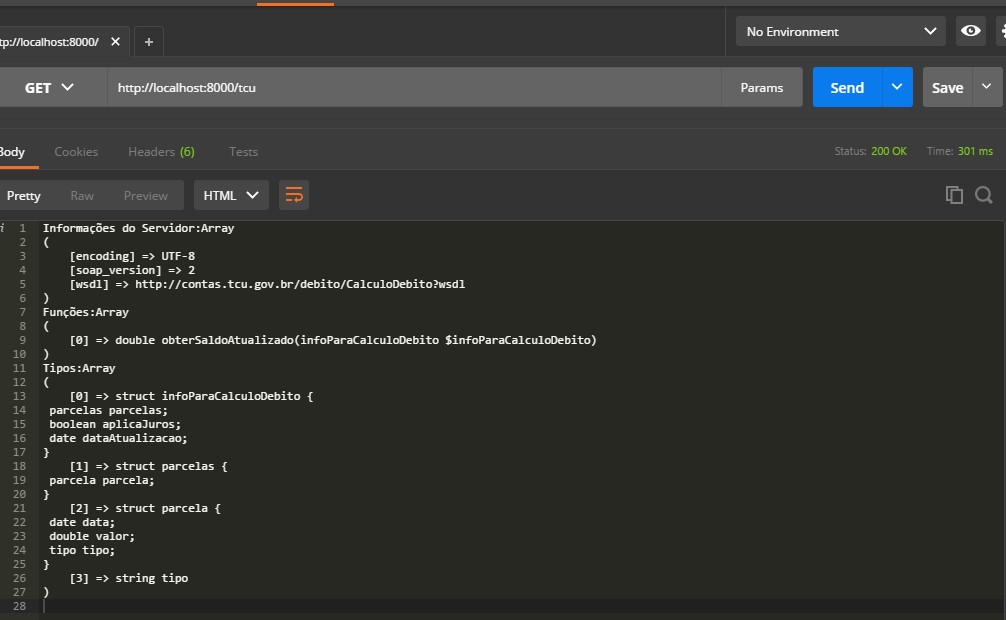 tp://localhost:8000/ ✕ +
No Environment
GET http://localhost:8000/tcu Params Send Save
Body Cookies Headers (6) Tests Status: 200 OK Time: 301 ms
Pretty Raw Preview HTML
i 1 Informações do Servidor:Array
2 (
3     [encoding] => UTF-8
4     [soap_version] => 2
5     [wsdl] => http://contas.tcu.gov.br/debito/CalculoDebito?wsdl
6 )
7 Funções:Array
8 (
9     [0] => double obterSaldoAtualizado(infoParaCalculoDebito $infoParaCalculoDebito)
10 )
11 Tipos:Array
12 (
13     [0] => struct infoParaCalculoDebito {
14  parcelas parcelas;
15  boolean aplicaJuros;
16  date dataAtualizacao;
17 }
18     [1] => struct parcelas {
19  parcela parcela;
20 }
21     [2] => struct parcela {
22  date data;
23  double valor;
24  tipo tipo;
25 }
26     [3] => string tipo
27 )
28